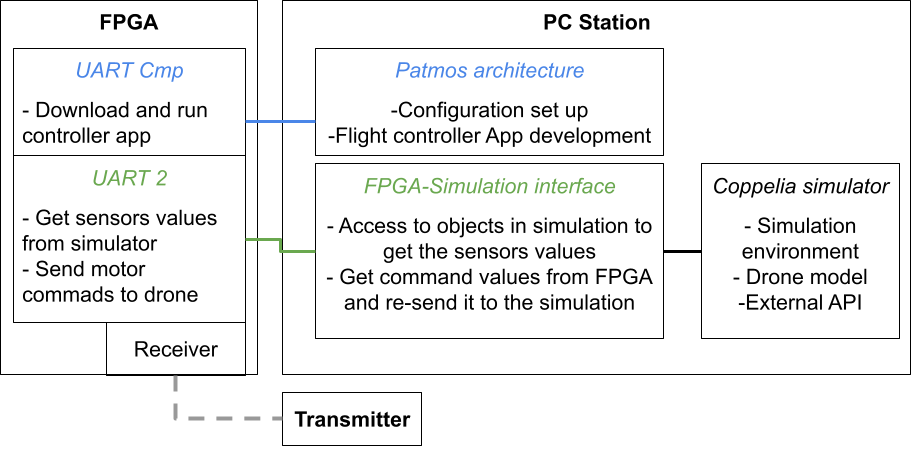 FPGA
UART Cmp
- Download and run
controller app
UART 2
- Get sensors values
from simulator
- Send motor
commads to drone
Receiver
PC Station
Patmos architecture
-Configuration set up
-Flight controller App development
FPGA-Simulation interface
- Access to objects in simulation to
get the sensors values
- Get command values from FPGA
and re-send it to the simulation
Coppelia simulator
- Simulation
environment
- Drone model
-External API
Transmitter